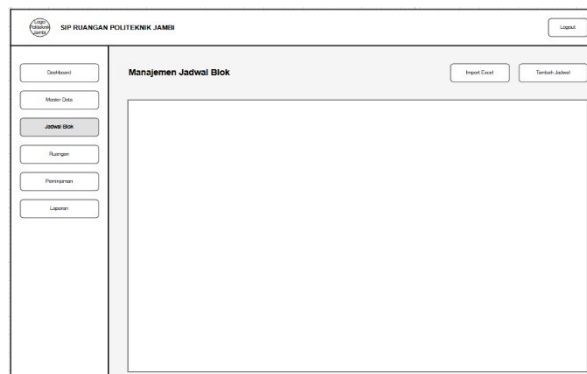 Logo
Politeknik
Jambi
SIP RUANGAN POLITEKNIK JAMBI
Logout
Dashboard
Master Data
Jadwal Blok
Ruangan
Peminjaman
Laporan
Manajemen Jadwal Blok
Import Excel
Tambah Jadwal